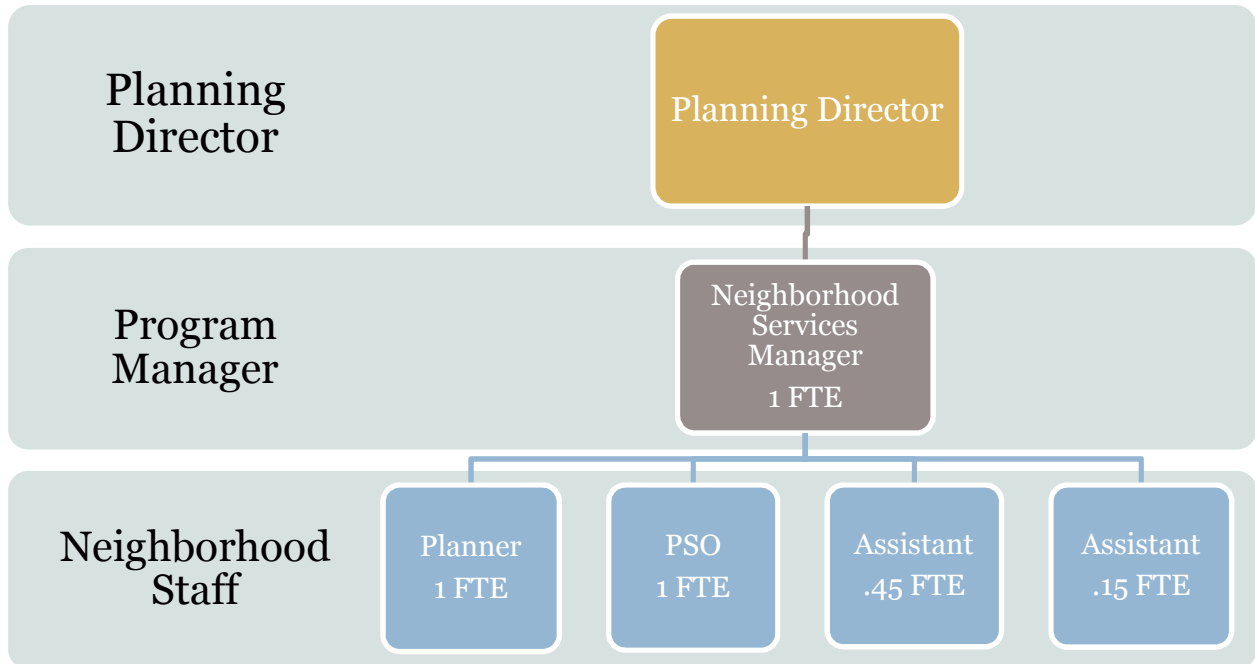 Planning
Director
Planning Director
Program
Manager
Neighborhood
Services
Manager
1 FTE
Neighborhood
Staff
Planner
1 FTE
PSO
1 FTE
Assistant
.45 FTE
Assistant
.15 FTE